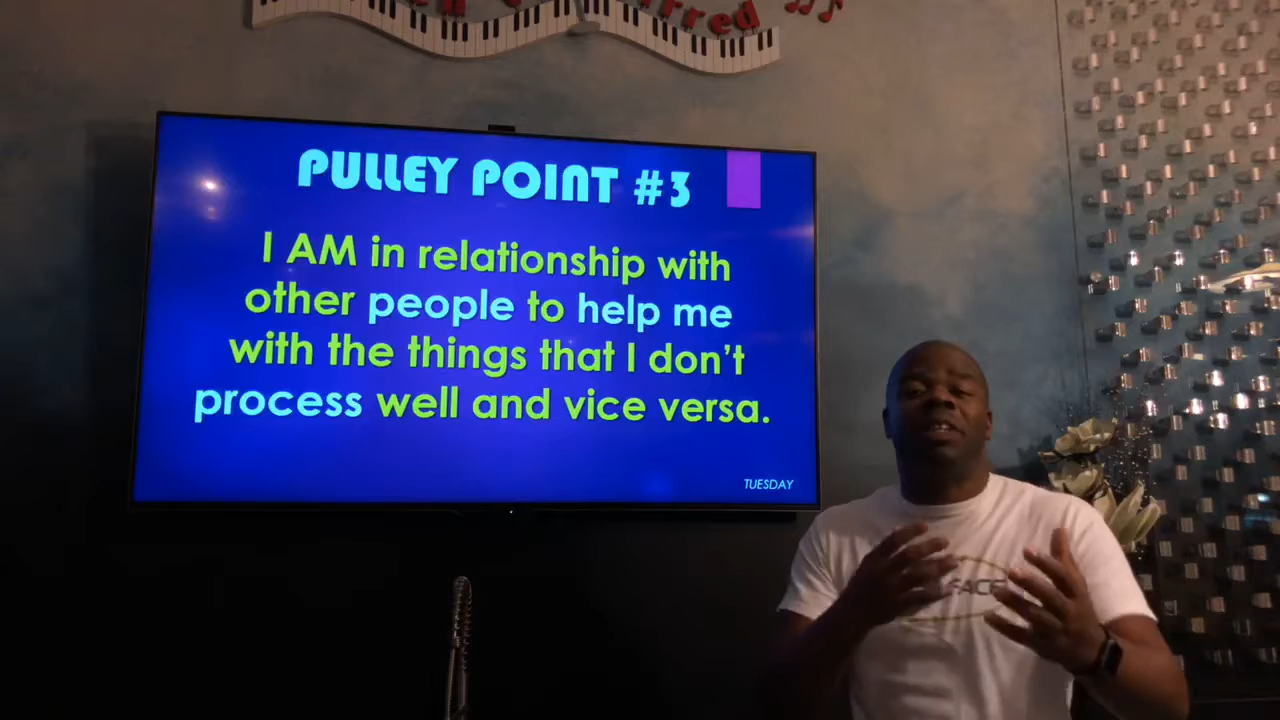 PULLEY POINT #3
I AM in relationship with
other people to help me
with the things that I don't
process well and vice versa.
TUESDAY
FACE